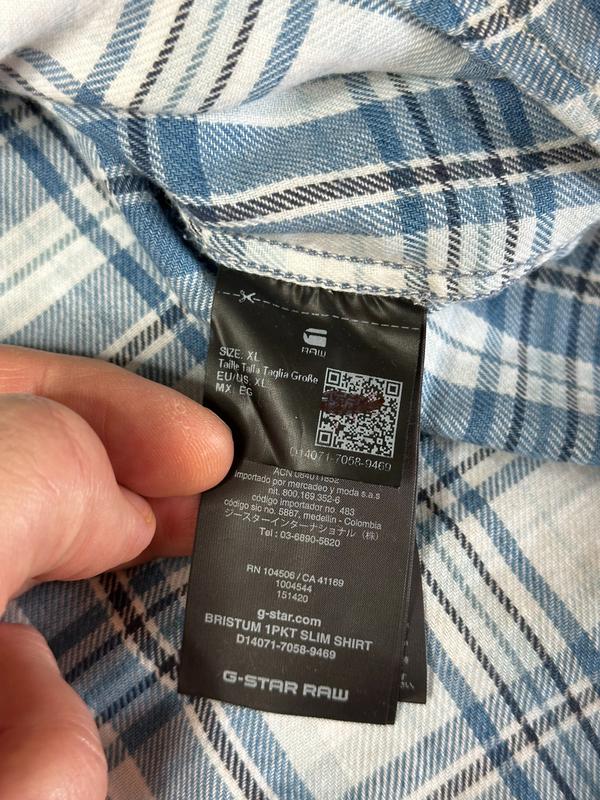 RAW
SIZE: XL
Taille Talla Taglia Große
EU/US: XL
MX: EG
D14071-7058-9469
ACN 084011852
importado por mercadeo y moda s.a.s
nit. 800.169.352-6
código importador no. 483
código sic no. 5887, medellin - Colombia
ジースターインターナショナル（株）
Tel : 03-6890-5620
RN 104506 / CA 41169
1004544
151420
g-star.com
BRISTUM 1PKT SLIM SHIRT
D14071-7058-9469
G-STAR RAW